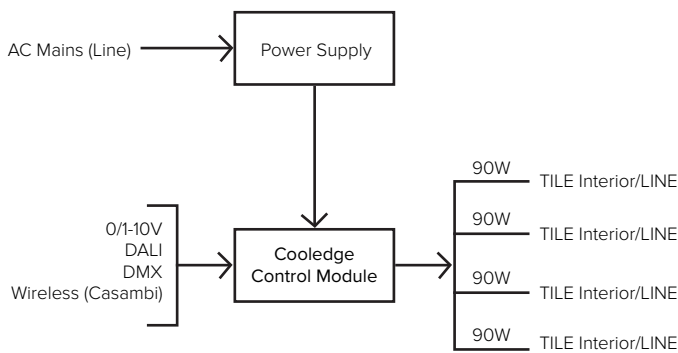 AC Mains (Line)
Power Supply
0/1-10V
DALI
DMX
Wireless (Casambi)
Cooledge
Control Module
90W
TILE Interior/LINE
90W
TILE Interior/LINE
90W
TILE Interior/LINE
90W
TILE Interior/LINE